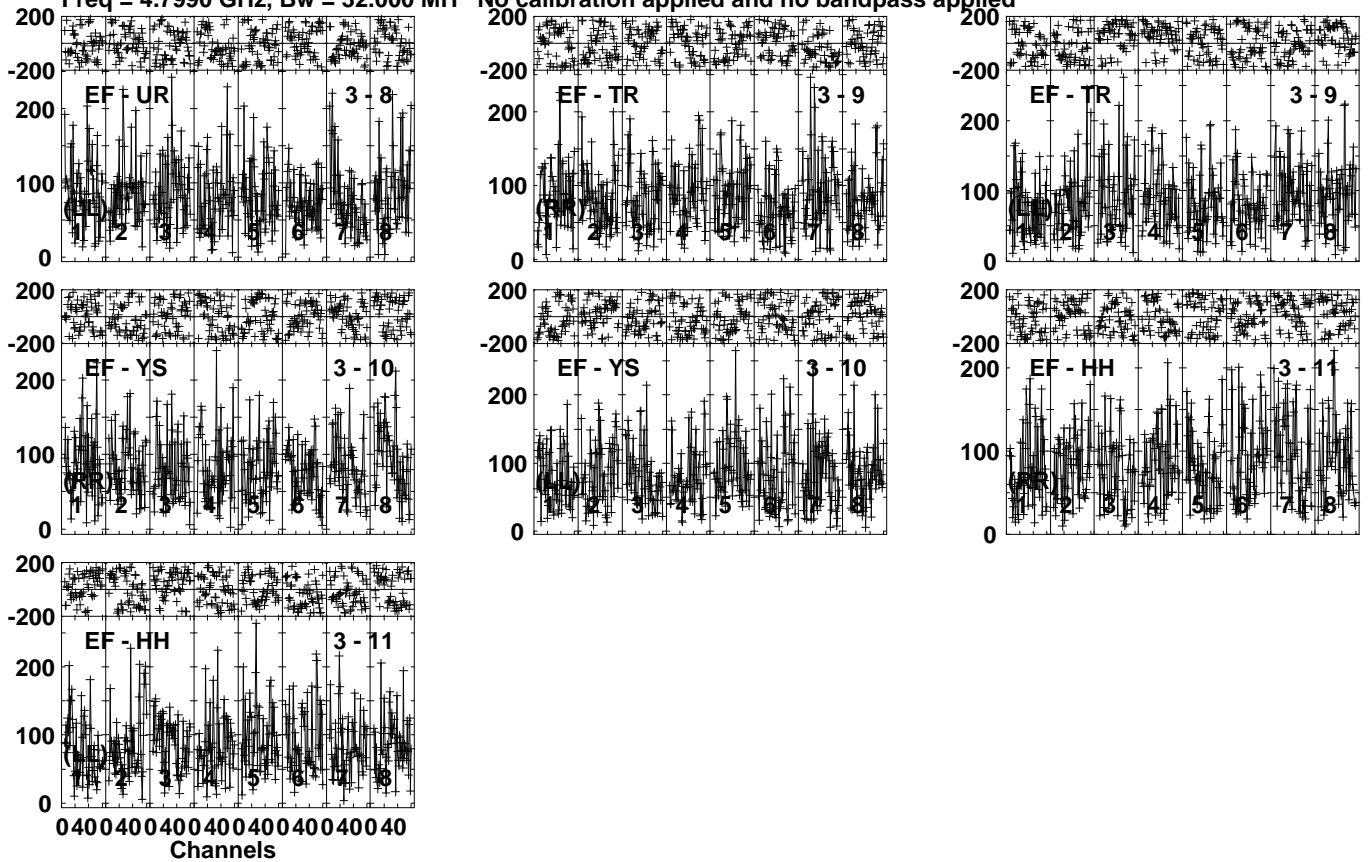 Freq = 4.7990 GHz, Bw = 32.000 MH No calibration applied and no bandpass applied
200
-200
EF - UR 3 - 8
200
100
0
(LL)
1 2 3 4 5 6 7 8
200
-200
EF - TR 3 - 9
200
100
0
(RR)
1 2 3 4 5 6 7 8
200
-200
EF - TR 3 - 9
200
100
0
(LL)
1 2 3 4 5 6 7 8
200
-200
EF - YS 3 - 10
200
100
0
(RR)
1 2 3 4 5 6 7 8
200
-200
EF - YS 3 - 10
200
100
0
(LL)
1 2 3 4 5 6 7 8
200
-200
EF - HH 3 - 11
200
100
0
(RR)
1 2 3 4 5 6 7 8
200
-200
EF - HH 3 - 11
200
100
0
(LL)
1 2 3 4 5 6 7 8
0 40 0 40 0 40 0 40 0 40 0 40 0 40 0 40
Channels